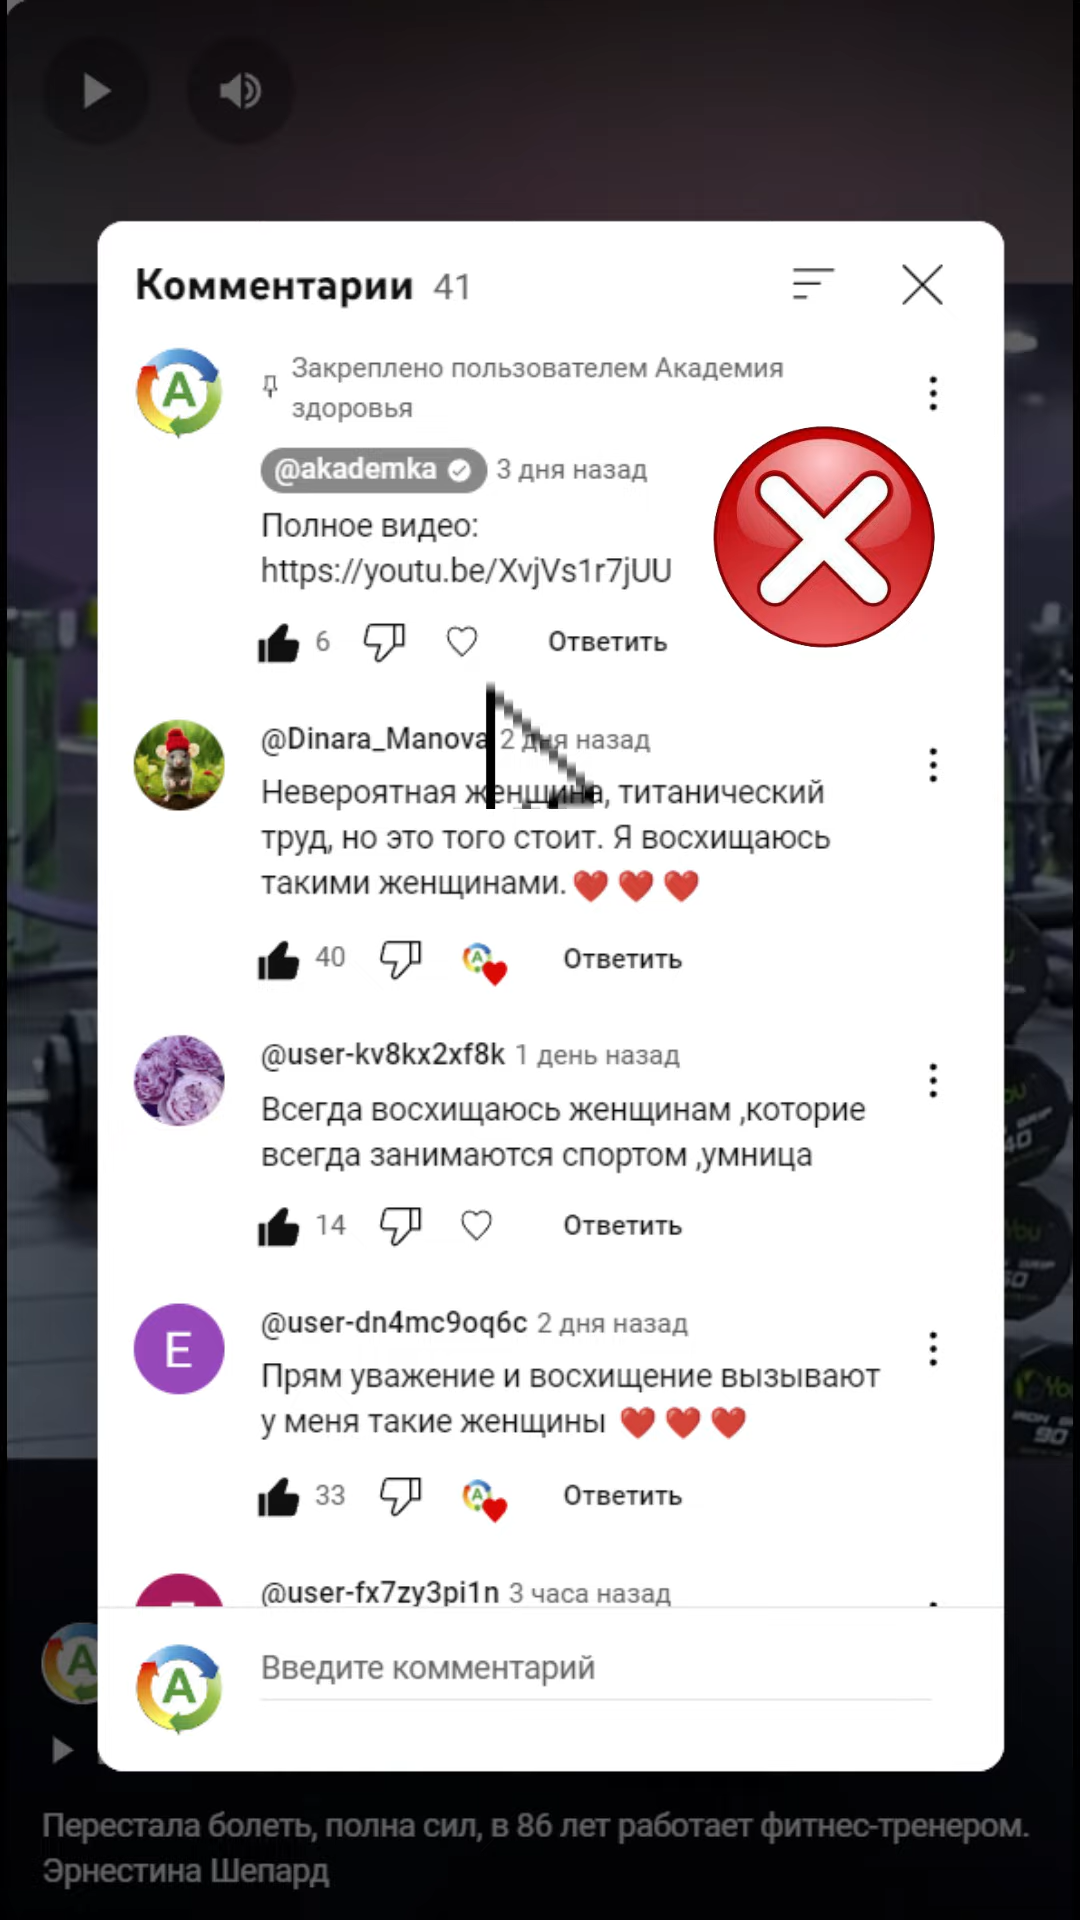 Комментарии 41
Закреплено пользователем Академия
здоровья
@akademka 3 дня назад
Полное видео:
https://youtu.be/XvjVs1r7jUU
6 Ответить
@Dinara_Manova 2 дня назад
Невероятная женщина, титанический
труд, но это того стоит. Я восхищаюсь
такими женщинами.❤️❤️❤️
40 Ответить
@user-kv8kx2xf8k 1 день назад
Всегда восхищаюсь женщинам ,которие
всегда занимаются спортом ,умница
14 Ответить
E
@user-dn4mc9oq6c 2 дня назад
Прям уважение и восхищение вызывают
у меня такие женщины ❤️❤️❤️
33 Ответить
@user-fx7zy3pi1n 3 часа назад
A
Введите комментарий
Перестала болеть, полна сил, в 86 лет работает фитнес-тренером.
Эрнестина Шепард